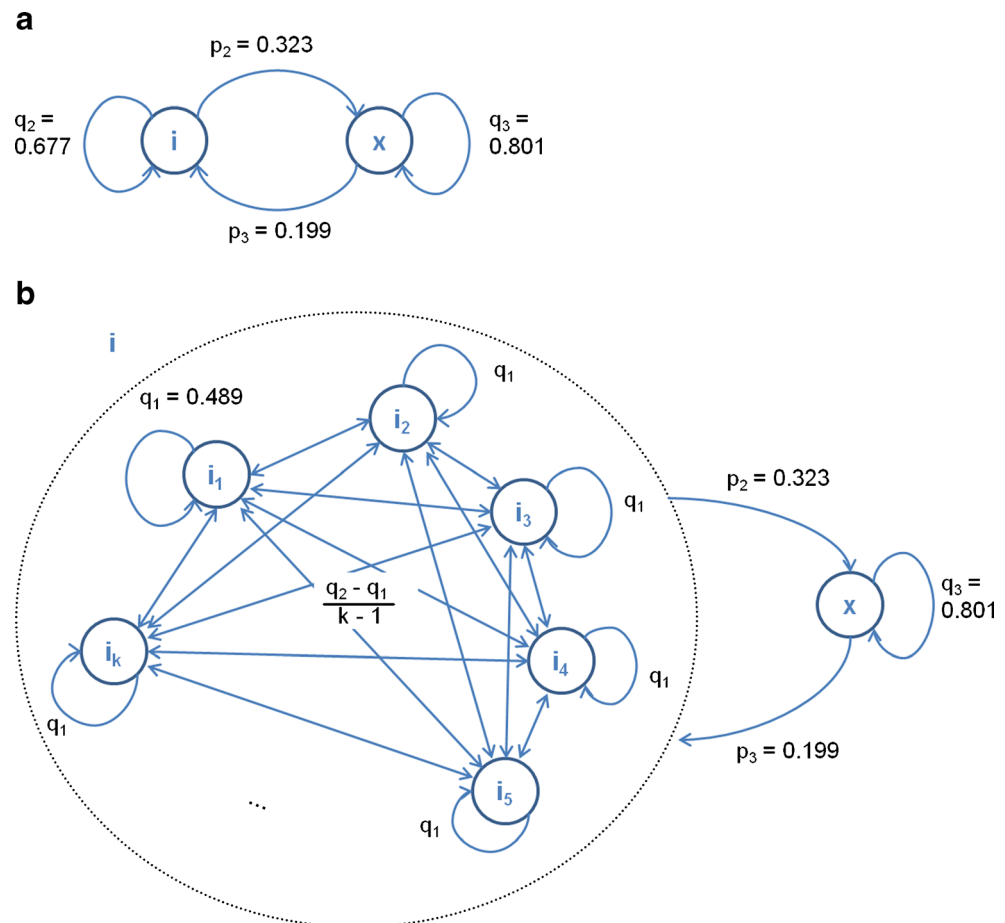 a
p₂ = 0.323
q₂ =
0.677
i
x
q₃ =
0.801
p₃ = 0.199
b
i
q₁ = 0.489
q₁
i₂
i₁
i₃
q₁
p₂ = 0.323
q₂ - q₁
k - 1
x
q₃ =
0.801
iₖ
i₄
q₁
q₁
p₃ = 0.199
i₅
...
q₁